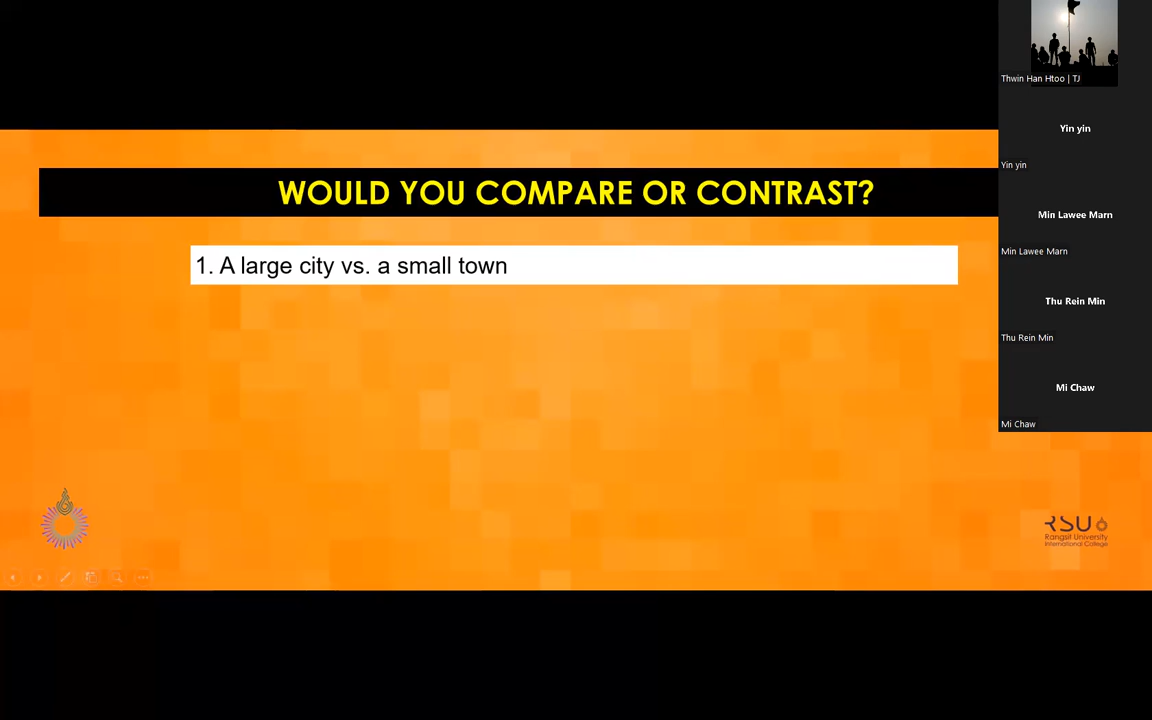 WOULD YOU COMPARE OR CONTRAST?
1. A large city vs. a small town
RSU
Rangsit University
International College
Thwin Han Htoo | TJ
Yin yin
Yin yin
Min Lawee Marn
Min Lawee Marn
Thu Rein Min
Thu Rein Min
Mi Chaw
Mi Chaw